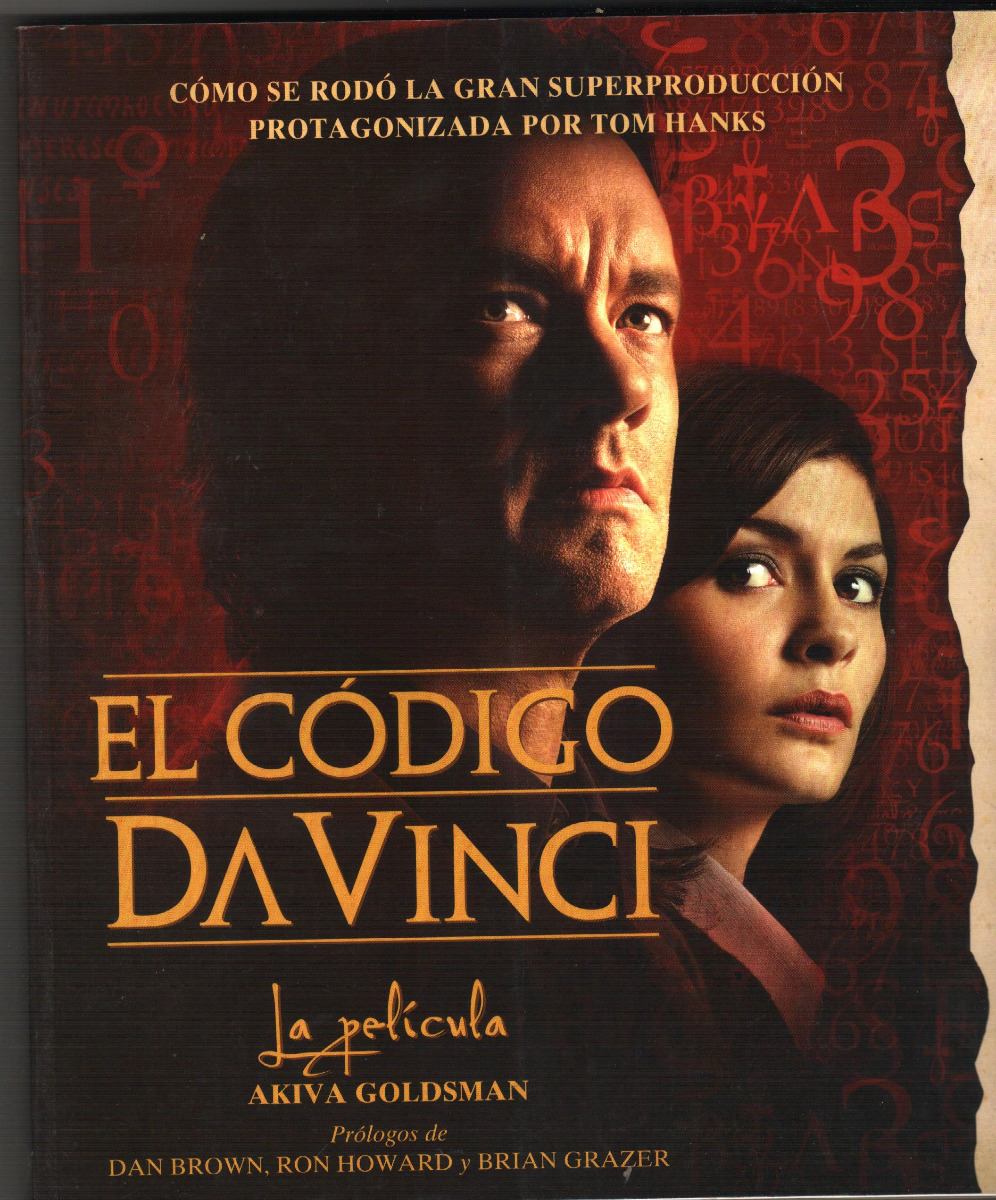 CÓMO SE RODÓ LA GRAN SUPERPRODUCCIÓN
PROTAGONIZADA POR TOM HANKS
EL CÓDIGO
DA VINCI
La película
AKIVA GOLDSMAN
Prólogos de
DAN BROWN, RON HOWARD y BRIAN GRAZER